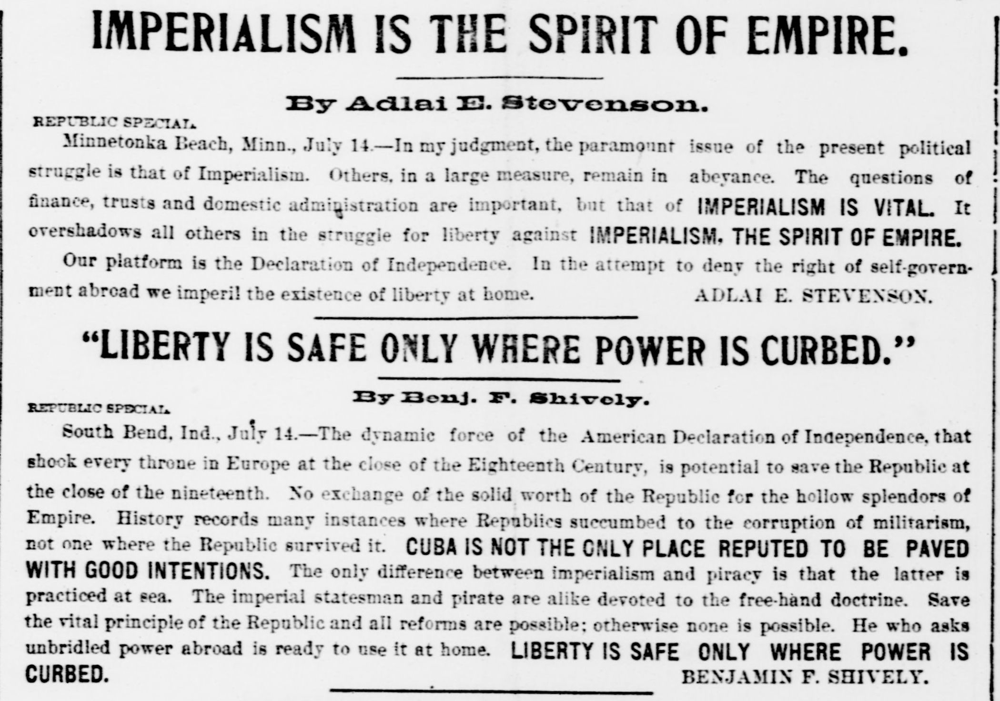 IMPERIALISM IS THE SPIRIT OF EMPIRE.
By Adlai E. Stevenson.
REPUBLIC SPECIAL.
Minnetonka Beach, Minn., July 14.—In my judgment, the paramount issue of the present political
struggle is that of Imperialism. Others, in a large measure, remain in abeyance. The questions of
finance, trusts and domestic administration are important, but that of IMPERIALISM IS VITAL. It
overshadows all others in the struggle for liberty against IMPERIALISM, THE SPIRIT OF EMPIRE.
Our platform is the Declaration of Independence. In the attempt to deny the right of self-govern-
ment abroad we imperil the existence of liberty at home. ADLAI E. STEVENSON.
"LIBERTY IS SAFE ONLY WHERE POWER IS CURBED."
By Benj. F. Shively.
REPUBLIC SPECIAL.
South Bend, Ind., July 14.—The dynamic force of the American Declaration of Independence, that
shook every throne in Europe at the close of the Eighteenth Century, is potential to save the Republic at
the close of the nineteenth. No exchange of the solid worth of the Republic for the hollow splendors of
Empire. History records many instances where Republics succumbed to the corruption of militarism,
not one where the Republic survived it. CUBA IS NOT THE ONLY PLACE REPUTED TO BE PAVED
WITH GOOD INTENTIONS. The only difference between imperialism and piracy is that the latter is
practiced at sea. The imperial statesman and pirate are alike devoted to the free-hand doctrine. Save
the vital principle of the Republic and all reforms are possible; otherwise none is possible. He who asks
unbridled power abroad is ready to use it at home. LIBERTY IS SAFE ONLY WHERE POWER IS
CURBED. BENJAMIN F. SHIVELY.